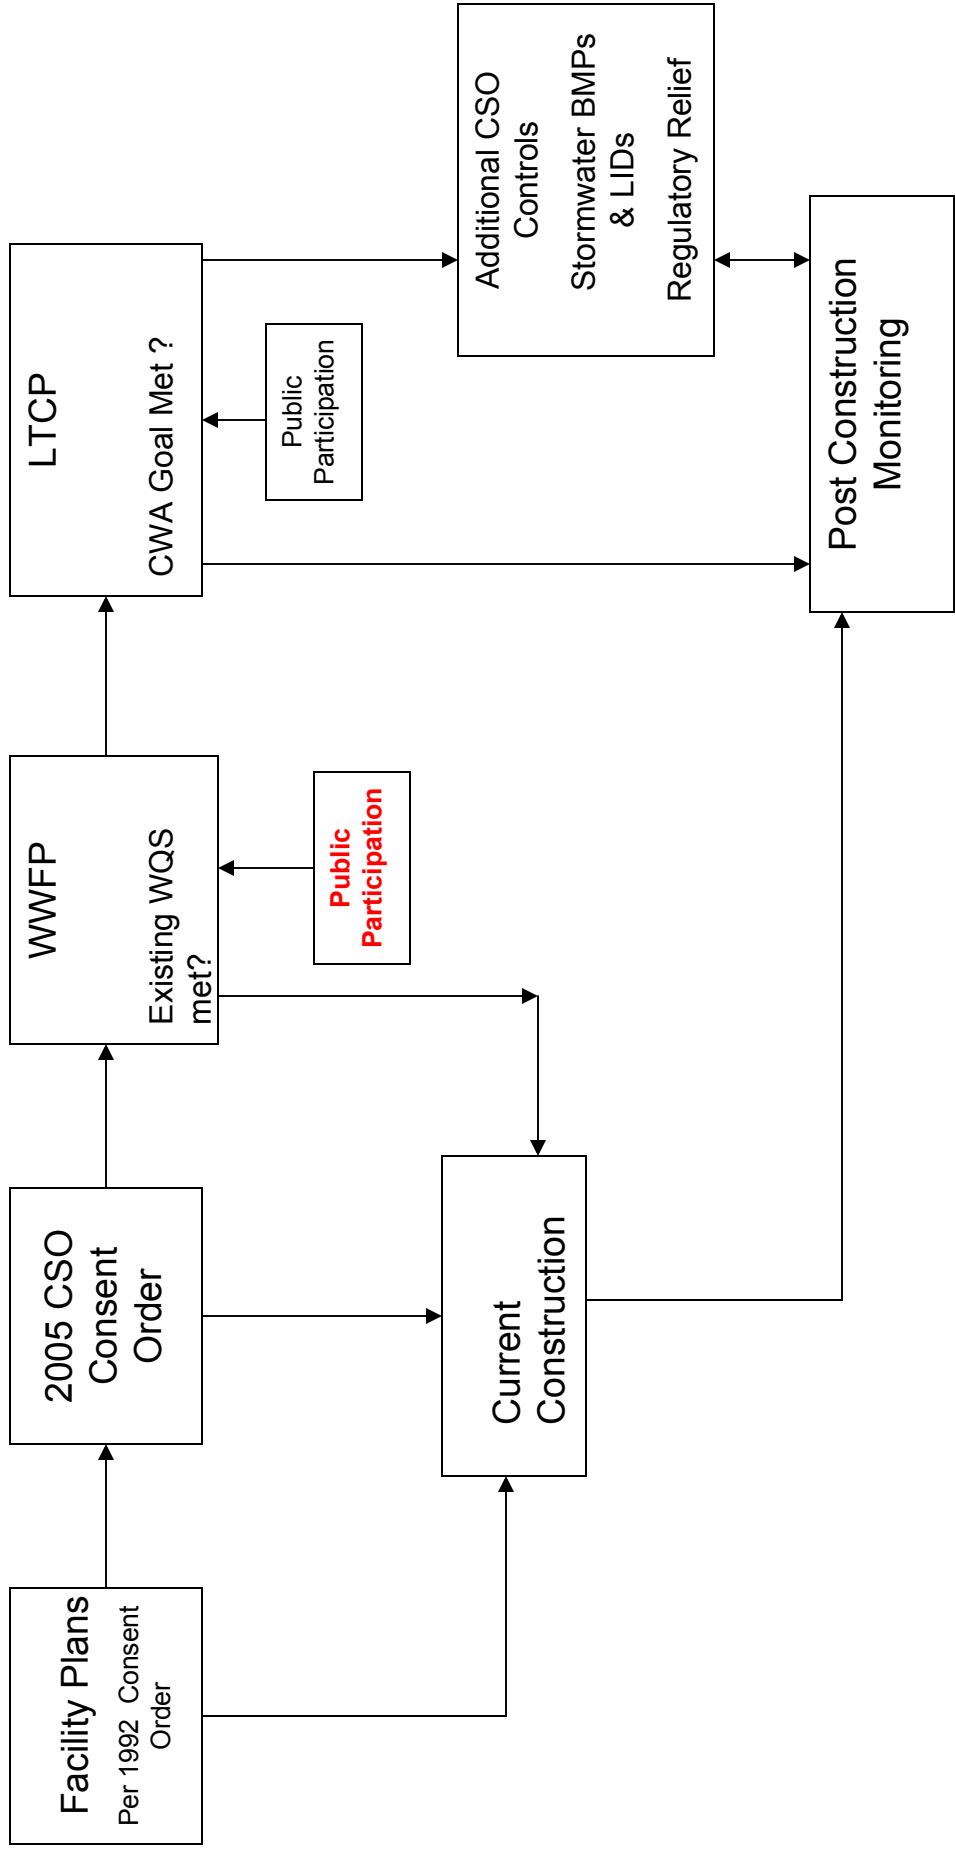 Facility Plans
Per 1992 Consent
Order
2005 CSO
Consent
Order
WWFP
Existing WQS
met?
LTCP
CWA Goal Met ?
Public
Participation
Public
Participation
Current
Construction
Additional CSO
Controls
Stormwater BMPs
& LIDs
Regulatory Relief
Post Construction
Monitoring